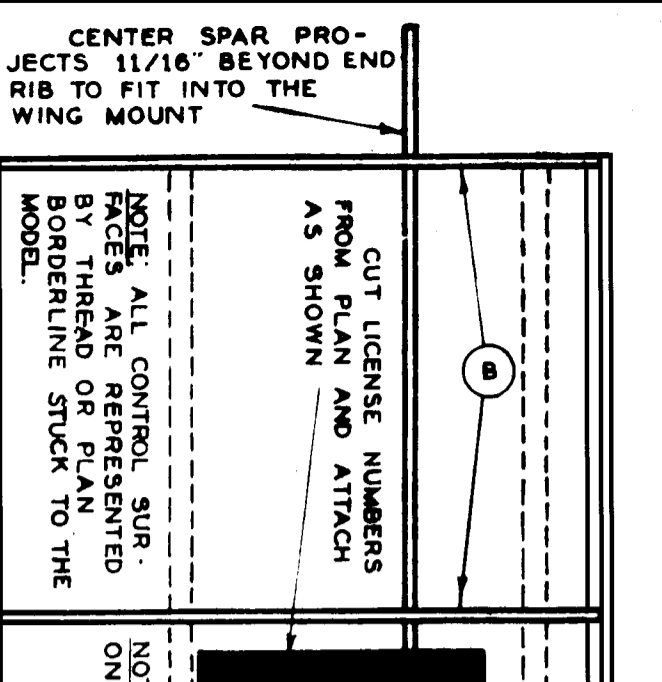 CENTER SPAR PRO-
JECTS 11/16" BEYOND END
RIB TO FIT INTO THE
WING MOUNT
CUT LICENSE NUMBERS
FROM PLAN AND ATTACH
AS SHOWN
B
NOTE: ALL CONTROL SUR-
FACES ARE REPRESENTED
BY THREAD OR PLAN
BORDERLINE STUCK TO THE
MODEL.
NOT
ON